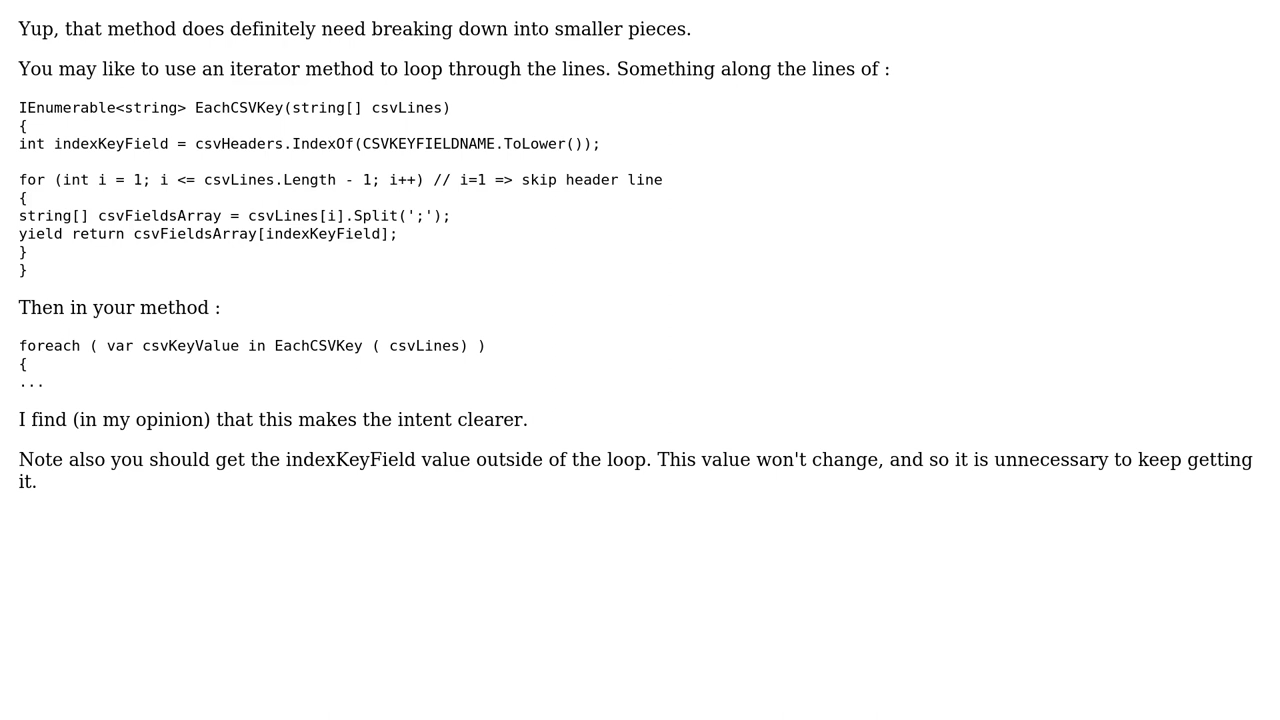 Yup, that method does definitely need breaking down into smaller pieces.
You may like to use an iterator method to loop through the lines. Something along the lines of :
IEnumerable<string> EachCSVKey(string[] csvLines)
{
int indexKeyField = csvHeaders.IndexOf(CSVKEYFIELDNAME.ToLower());
for (int i = 1; i <= csvLines.Length - 1; i++) // i=1 => skip header line
{
string[] csvFieldsArray = csvLines[i].Split(';');
yield return csvFieldsArray[indexKeyField];
}
}
Then in your method :
foreach ( var csvKeyValue in EachCSVKey ( csvLines) )
{
...
I find (in my opinion) that this makes the intent clearer.
Note also you should get the indexKeyField value outside of the loop. This value won't change, and so it is unnecessary to keep getting
it.